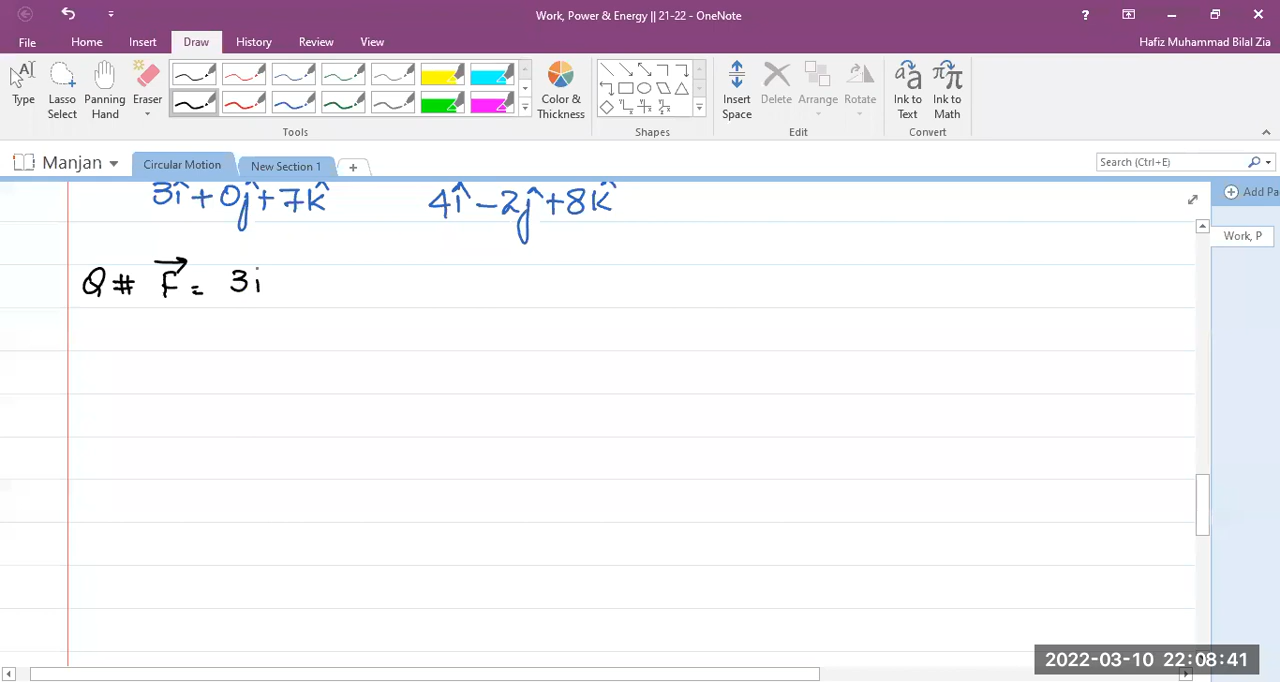 Work, Power & Energy || 21-22 - OneNote
?
File Home Insert Draw History Review View Hafiz Muhammad Bilal Zia
Type Lasso Select Panning Hand Eraser Color & Thickness Insert Space Delete Arrange Rotate Ink to Text Ink to Math
Tools Shapes Edit Convert
Manjan Circular Motion New Section 1 + Search (Ctrl+E)
3î + 0ĵ + 7k̂ 4î - 2ĵ + 8k̂ Add Pa
Work, P
Q# F⃗ = 3i
2022-03-10 22:08:41